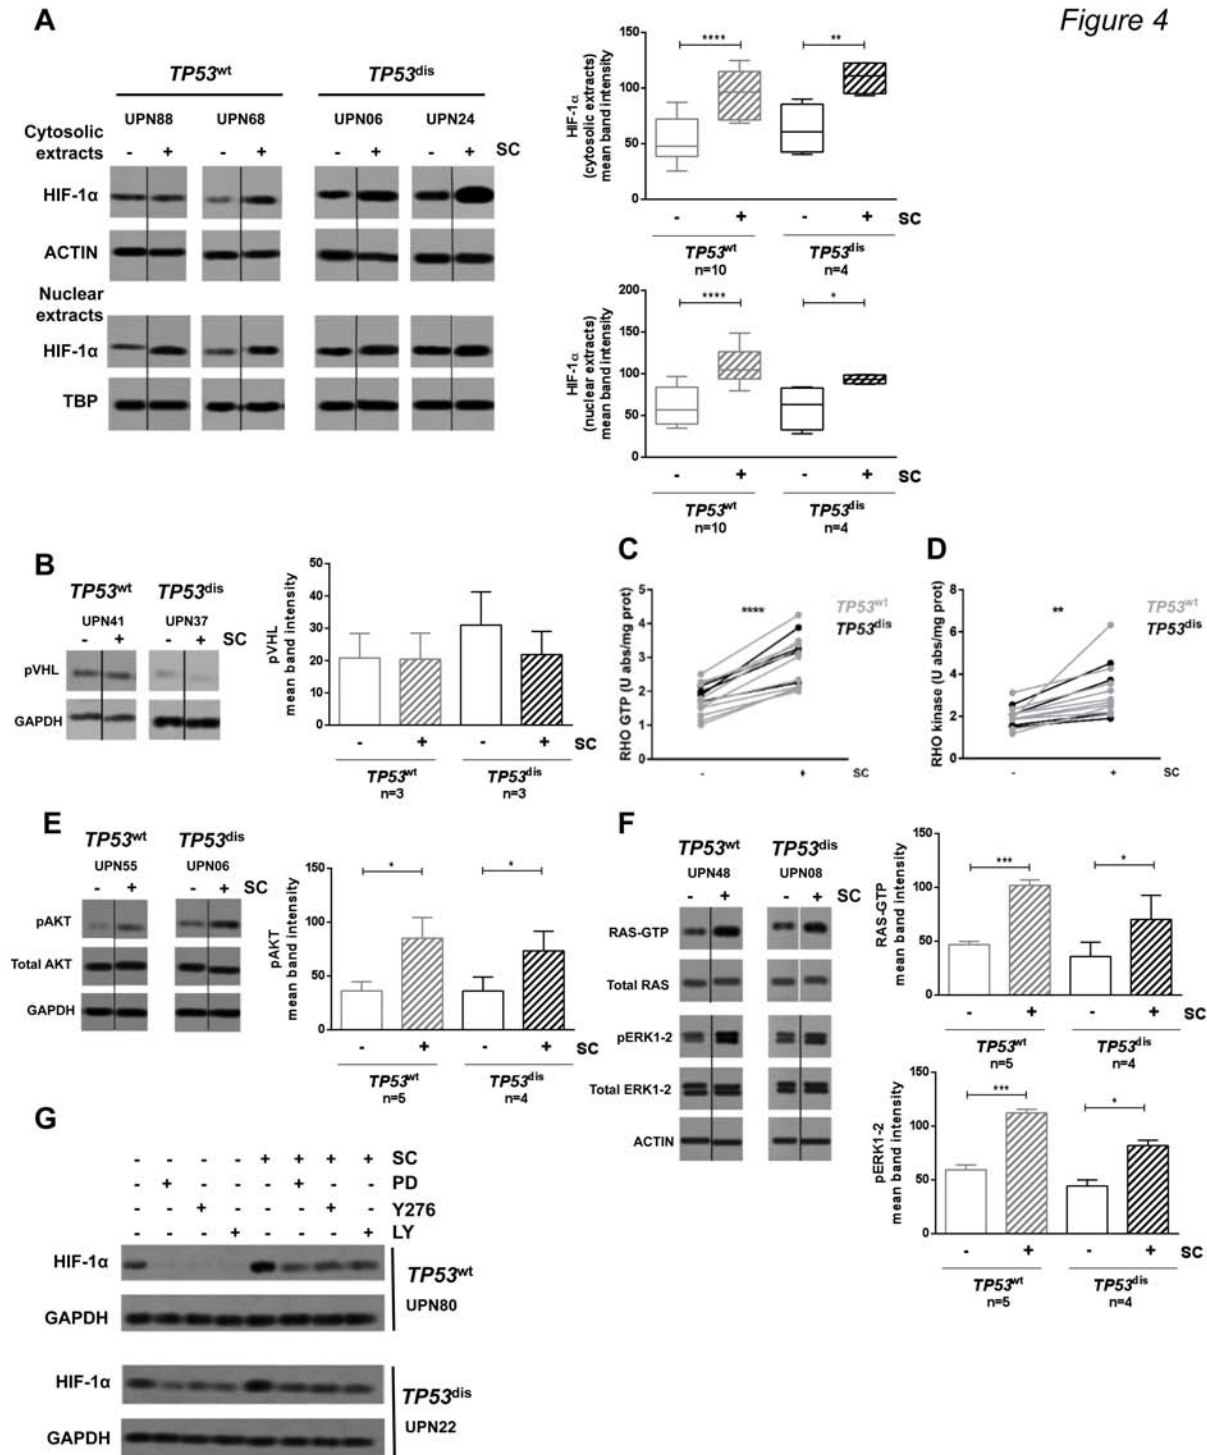 Figure 4
A
TP53wt
TP53dis
UPN88 UPN68 UPN06 UPN24
Cytosolic
extracts
- + - + - + - + SC
HIF-1α
ACTIN
Nuclear
extracts
HIF-1α
TBP
HIF-1α
(cytosolic extracts)
mean band intensity
150
100
50
0
**** **
- + - + SC
TP53wt TP53dis
n=10 n=4
HIF-1α
(nuclear extracts)
mean band intensity
200
150
100
50
0
**** *
- + - + SC
TP53wt TP53dis
n=10 n=4
B
TP53wt TP53dis
UPN41 UPN37
- + - + SC
pVHL
GAPDH
pVHL
mean band intensity
50
40
30
20
10
0
- + - + SC
TP53wt TP53dis
n=3 n=3
C
RHO GTP (U abs/mg prot)
5
4
3
2
1
0
****
TP53wt
TP53dis
- + SC
D
RHO kinase (U abs/mg prot)
8
6
4
2
0
**
TP53wt
TP53dis
- + SC
E
TP53wt TP53dis
UPN55 UPN06
- + - + SC
pAKT
Total AKT
GAPDH
pAKT
mean band intensity
150
100
50
0
* *
- + - + SC
TP53wt TP53dis
n=5 n=4
F
TP53wt TP53dis
UPN48 UPN08
- + - + SC
RAS-GTP
Total RAS
pERK1-2
Total ERK1-2
ACTIN
RAS-GTP
mean band intensity
150
100
50
0
*** *
- + - + SC
TP53wt TP53dis
n=5 n=4
pERK1-2
mean band intensity
150
100
50
0
*** *
- + - + SC
TP53wt TP53dis
n=5 n=4
G
- - - - + + + + SC
- + - - - + - - PD
- - + - - - + - Y276
- - - + - - - + LY
HIF-1α
GAPDH
TP53wt
UPN80
HIF-1α
GAPDH
TP53dis
UPN22